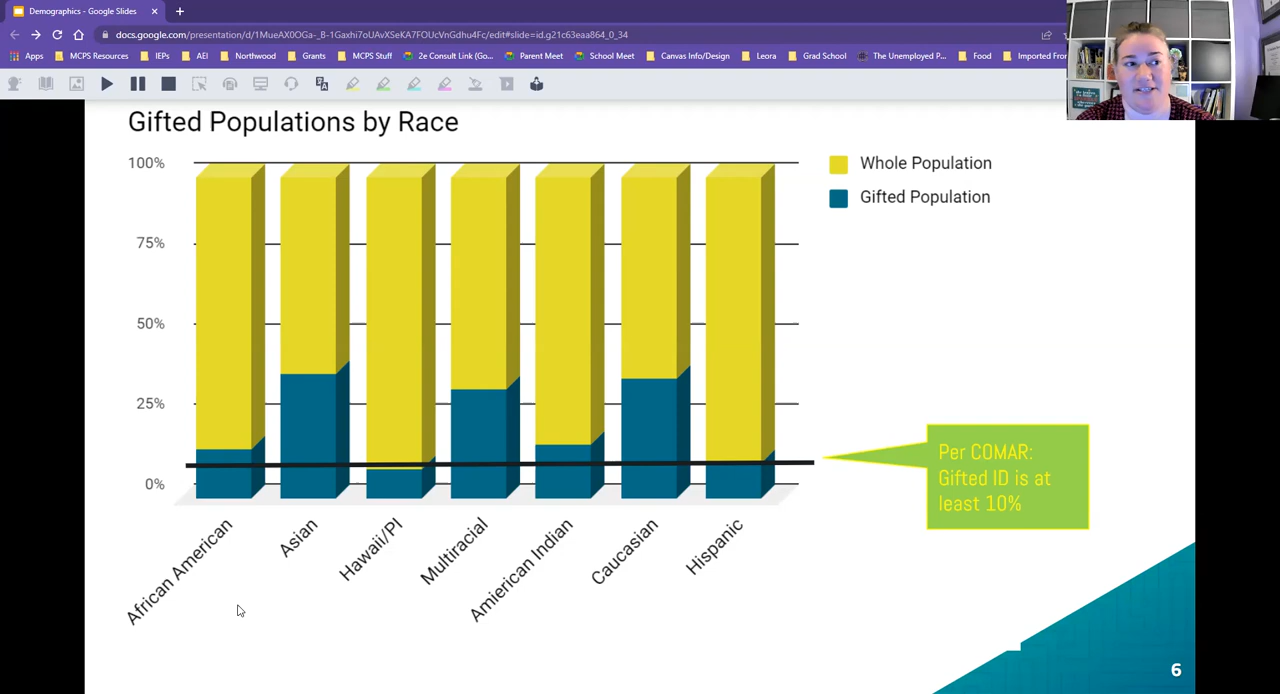 Demographics - Google Slides
docs.google.com/presentation/d/1MueAX0OGa-_B-1Gaxhi7oUAvXSeKA7FOUcVnGdhu4Fc/edit#slide=id.g21c63eaa864_0_34
Apps MCPS Resources IEPs AEI Northwood Grants MCPS Stuff 2e Consult Link (Go... Parent Meet School Meet Canvas Info/Design Leora Grad School The Unemployed P... Food Imported From
Gifted Populations by Race
100%
75%
50%
25%
0%
Whole Population
Gifted Population
Per COMAR:
Gifted ID is at
least 10%
African American
Asian
Hawaii/PI
Multiracial
Amierican Indian
Caucasian
Hispanic
6